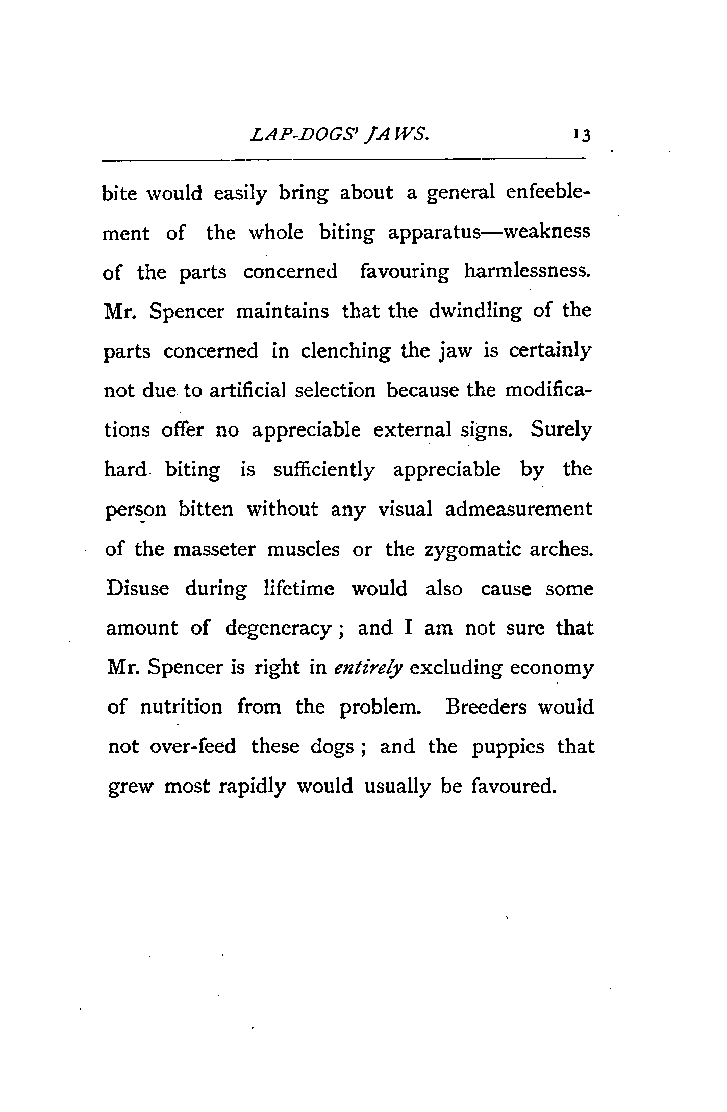 LAP-DOGS' JAWS. 13
bite would easily bring about a general enfeeble-
ment of the whole biting apparatus—weakness
of the parts concerned favouring harmlessness.
Mr. Spencer maintains that the dwindling of the
parts concerned in clenching the jaw is certainly
not due to artificial selection because the modifica-
tions offer no appreciable external signs. Surely
hard biting is sufficiently appreciable by the
person bitten without any visual admeasurement
of the masseter muscles or the zygomatic arches.
Disuse during lifetime would also cause some
amount of degeneracy ; and I am not sure that
Mr. Spencer is right in entirely excluding economy
of nutrition from the problem. Breeders would
not over-feed these dogs ; and the puppies that
grew most rapidly would usually be favoured.